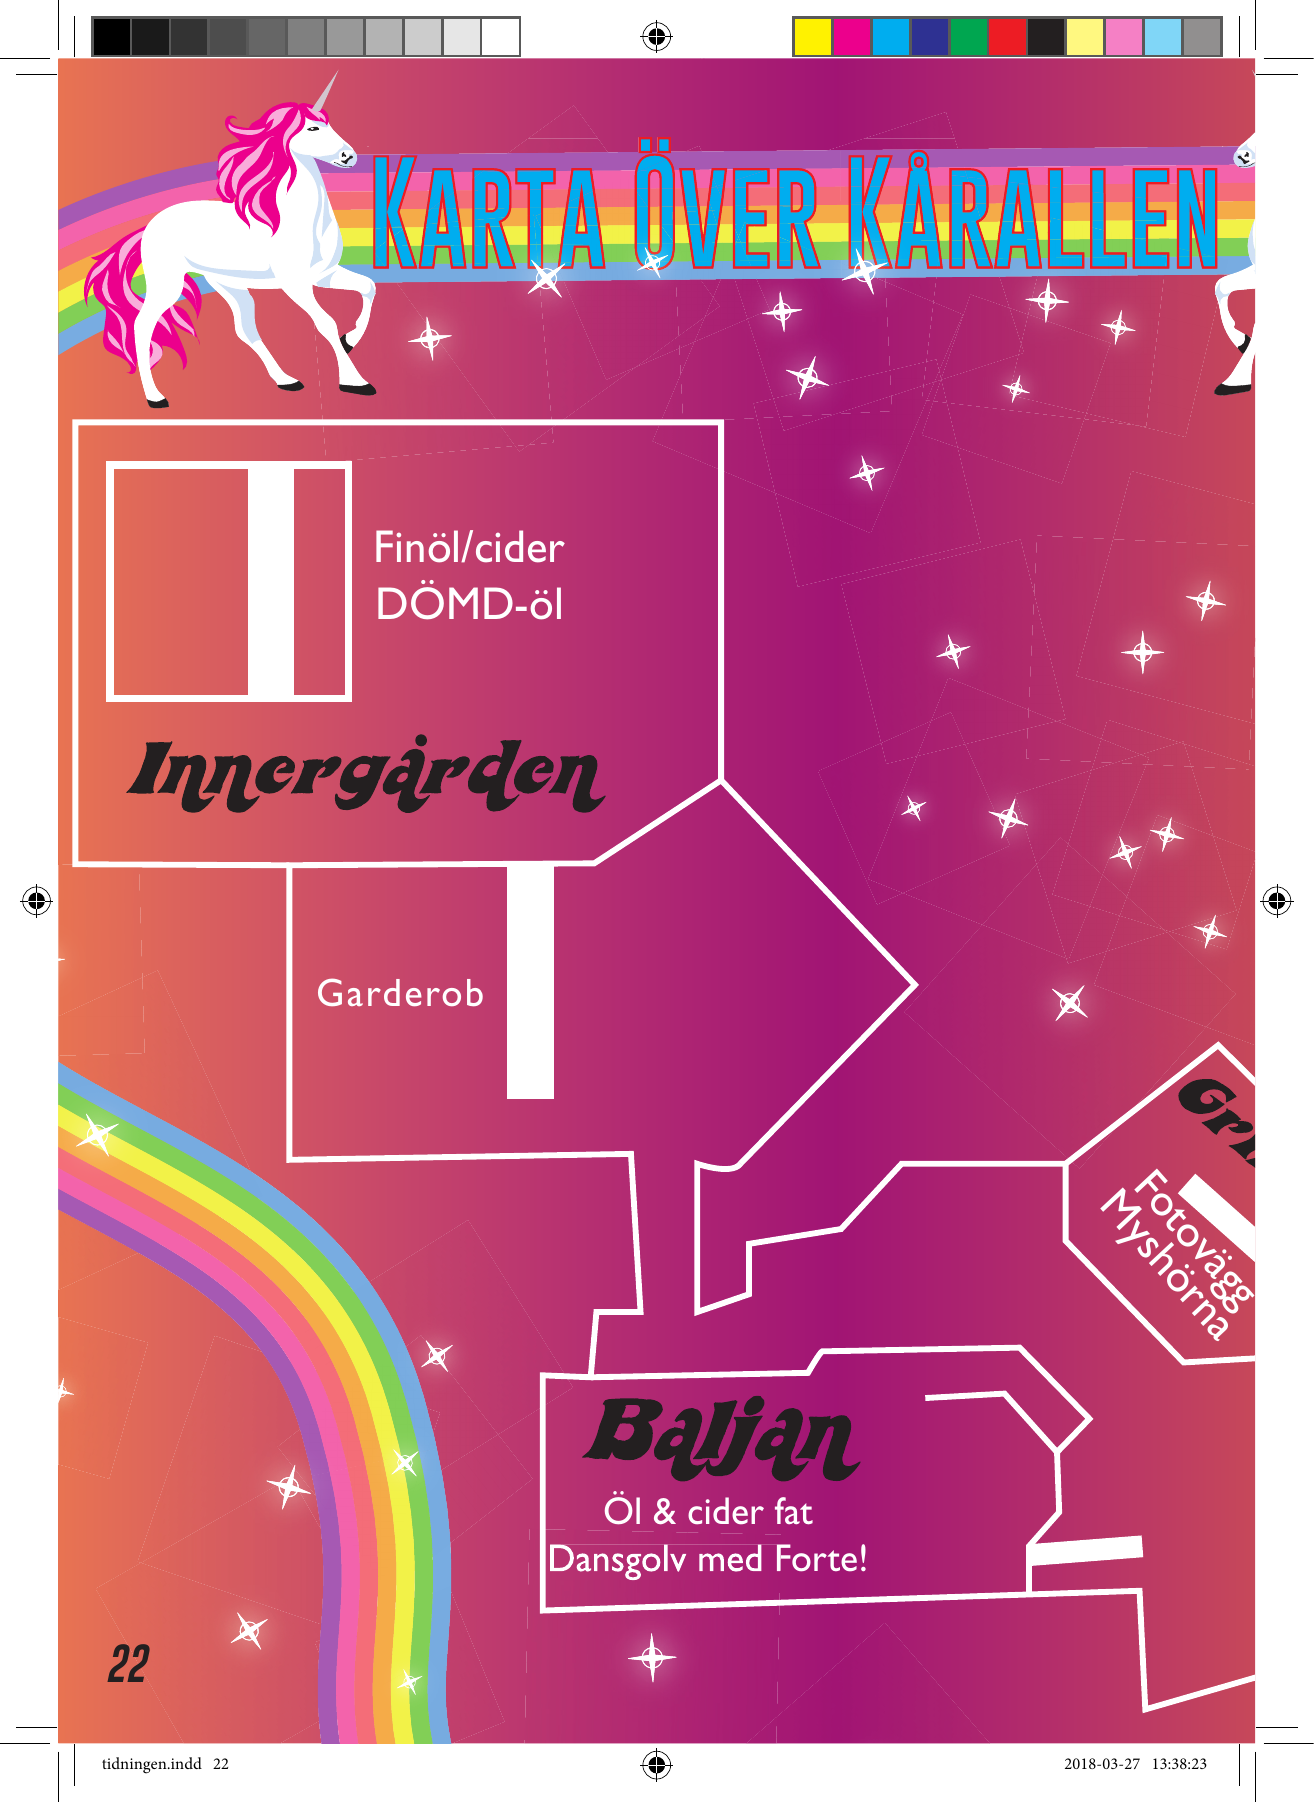 KARTA ÖVER KÅRALLEN
Finöl/cider
DÖMD-öl
Innergården
Garderob
Fotovägg
Myshörna
Baljan
Öl & cider fat
Dansgolv med Forte!
22
tidningen.indd 22
2018-03-27 13:38:23